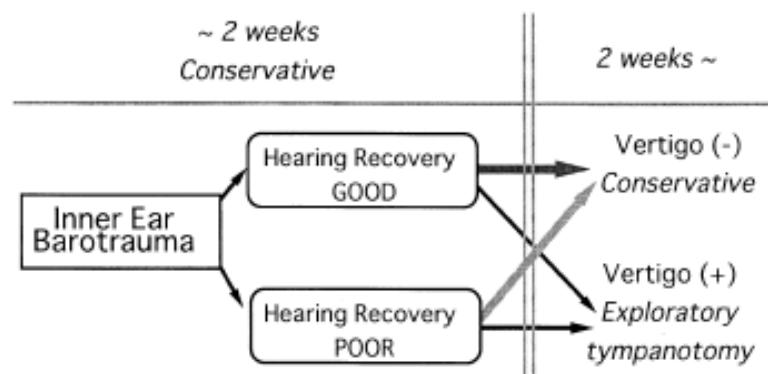 ~ 2 weeks
Conservative
2 weeks ~
Inner Ear
Barotrauma
Hearing Recovery
GOOD
Hearing Recovery
POOR
Vertigo (-)
Conservative
Vertigo (+)
Exploratory
tympanotomy